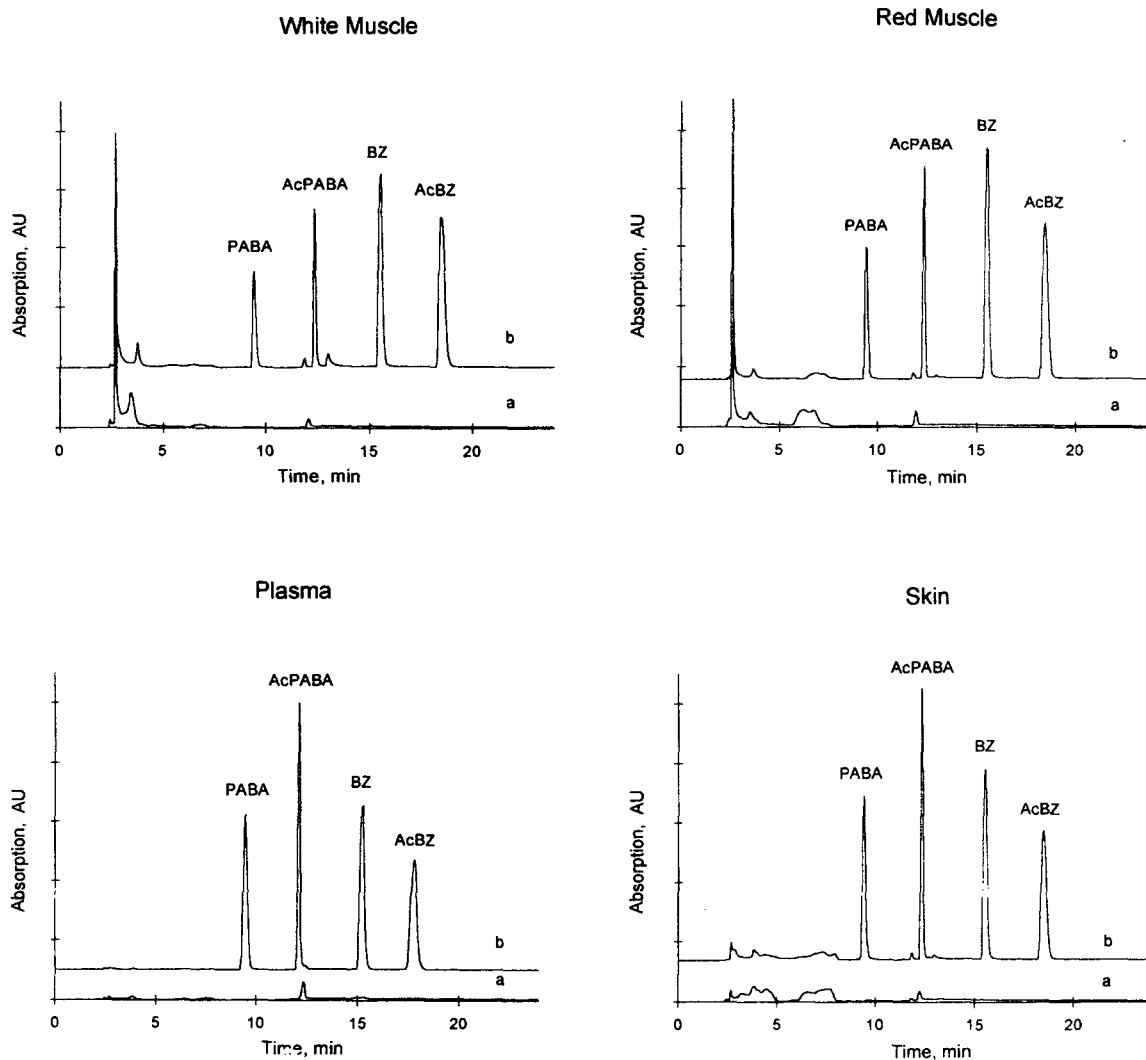 White Muscle
Absorption, AU
PABA
AcPABA
BZ
AcBZ
b
a
0 5 10 15 20
Time, min
Red Muscle
Absorption, AU
PABA
AcPABA
BZ
AcBZ
b
a
0 5 10 15 20
Time, min
Plasma
Absorption, AU
PABA
AcPABA
BZ
AcBZ
b
a
0 5 10 15 20
Time, min
Skin
Absorption, AU
PABA
AcPABA
BZ
AcBZ
b
a
0 5 10 15 20
Time, min